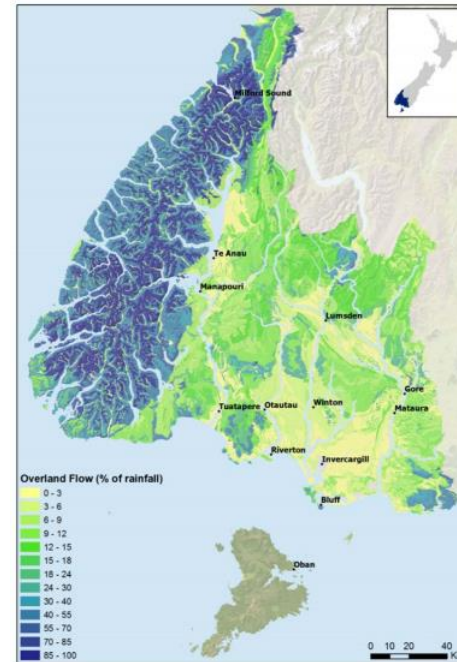 Milford Sound
Te Anau
Manapouri
Lumsden
Gore
Tuatapere
Otautau
Winton
Mataura
Riverton
Invercargill
Bluff
Oban
Overland Flow (% of rainfall)
0 - 3
3 - 6
6 - 9
9 - 12
12 - 15
15 - 18
18 - 24
24 - 30
30 - 40
40 - 55
55 - 70
70 - 85
85 - 100
0 10 20 40
K